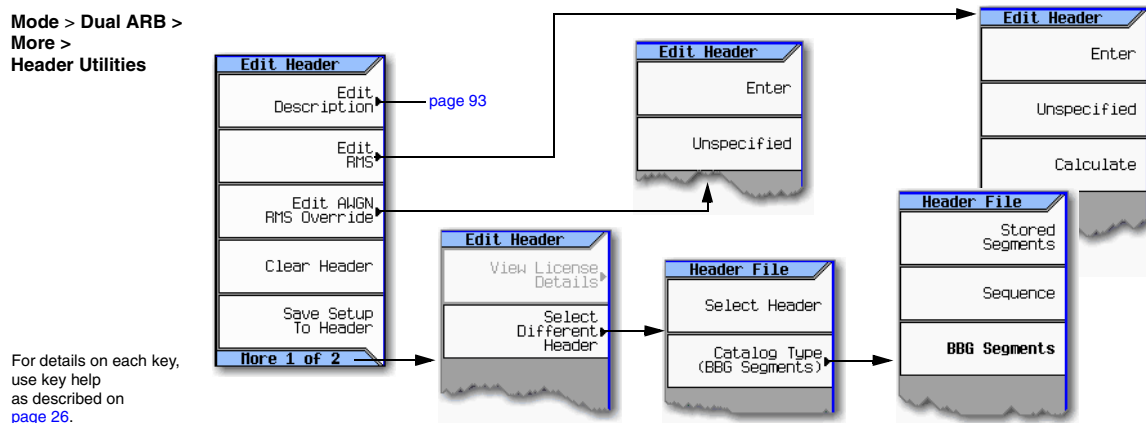 Mode > Dual ARB >
More >
Header Utilities
Edit Header
Edit
Description
page 93
Edit
RMS
Edit AWGN
RMS Override
Clear Header
Save Setup
To Header
More 1 of 2
Edit Header
Enter
Unspecified
Edit Header
Enter
Unspecified
Calculate
Edit Header
View License
Details
Select
Different
Header
Header File
Select Header
Catalog Type
(BBG Segments)
Header File
Stored
Segments
Sequence
BBG Segments
For details on each key,
use key help
as described on
page 26.